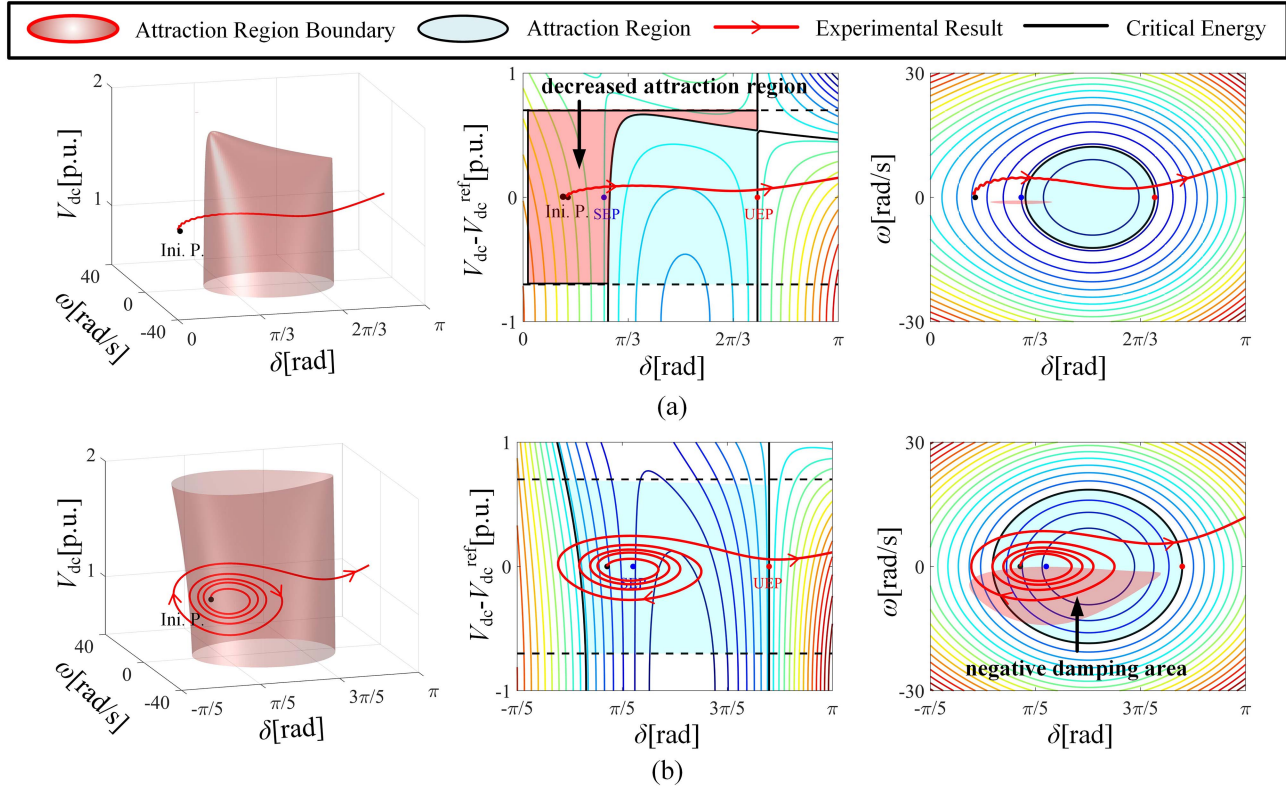 Attraction Region Boundary Attraction Region Experimental Result Critical Energy
2
1
V_dc[p.u.]
Ini. P.
40
0
-40
ω[rad/s]
0 π/3 2π/3 π
δ[rad]
1
0
-1
V_dc-V_dc^ref[p.u.]
decreased attraction region
Ini. P. SEP UEP
0 π/3 2π/3 π
δ[rad]
30
0
-30
ω[rad/s]
0 π/3 2π/3 π
δ[rad]
(a)
2
1
V_dc[p.u.]
Ini. P.
40
0
-40
ω[rad/s]
-π/5 π/5 3π/5 π
δ[rad]
1
0
-1
V_dc-V_dc^ref[p.u.]
SEP UEP
-π/5 π/5 3π/5 π
δ[rad]
30
0
-30
ω[rad/s]
negative damping area
-π/5 π/5 3π/5 π
δ[rad]
(b)